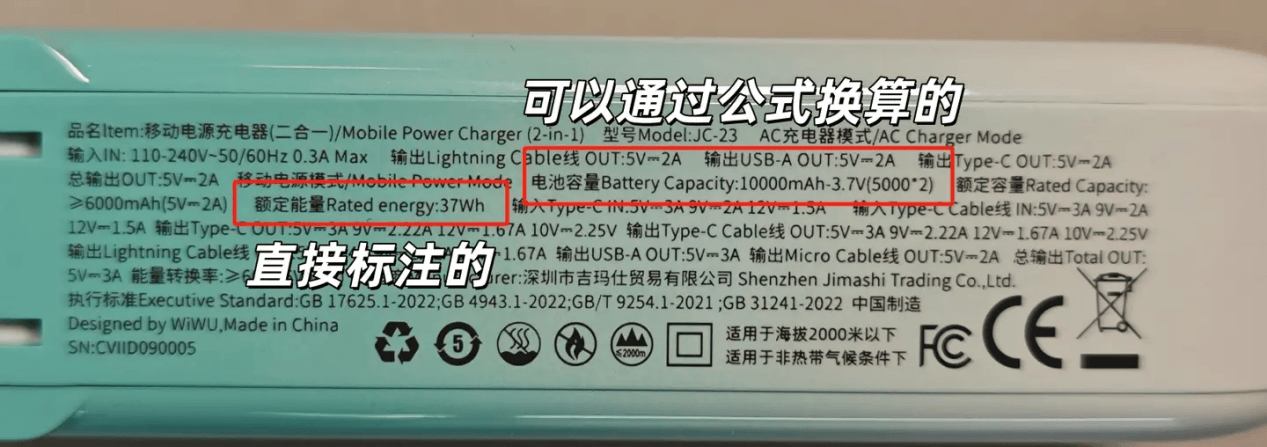 可以通过公式换算的
品名Item:移动电源充电器(二合一)/Mobile Power Charger (2-in-1) 型号Model:JC-23 AC充电器模式/AC Charger Mode
输入IN: 110-240V~50/60Hz 0.3A Max 输出Lightning Cable线 OUT:5V⎓2A 输出USB-A OUT:5V⎓2A 输出Type-C OUT:5V⎓2A
总输出OUT:5V⎓2A 移动电源模式/Mobile Power Mode 电池容量Battery Capacity:10000mAh-3.7V(5000*2) 额定容量Rated Capacity:
≥6000mAh(5V⎓2A) 额定能量Rated energy:37Wh 输入Type-C IN:5V⎓3A 9V⎓2A 12V⎓1.5A 输入Type-C Cable线 IN:5V⎓3A 9V⎓2A
12V⎓1.5A 输出Type-C OUT:5V⎓3A 9V⎓2.22A 12V⎓1.67A 10V⎓2.25V 输出Type-C Cable线 OUT:5V⎓3A 9V⎓2.22A 12V⎓1.67A 10V⎓2.25V
输出Lightning Cable线 1.67A 输出USB-A OUT:5V⎓3A 输出Micro Cable线 OUT:5V⎓2A 总输出Total OUT:
直接标注的
5V⎓3A 能量转换率:≥ 深圳市吉玛仕贸易有限公司 Shenzhen Jimashi Trading Co.,Ltd.
执行标准Executive Standard:GB 17625.1-2022;GB 4943.1-2022;GB/T 9254.1-2021 ;GB 31241-2022 中国制造
Designed by WiWU,Made in China
SN:CVIID090005
5
≤2000m
适用于海拔2000米以下
适用于非热带气候条件下
FC CE